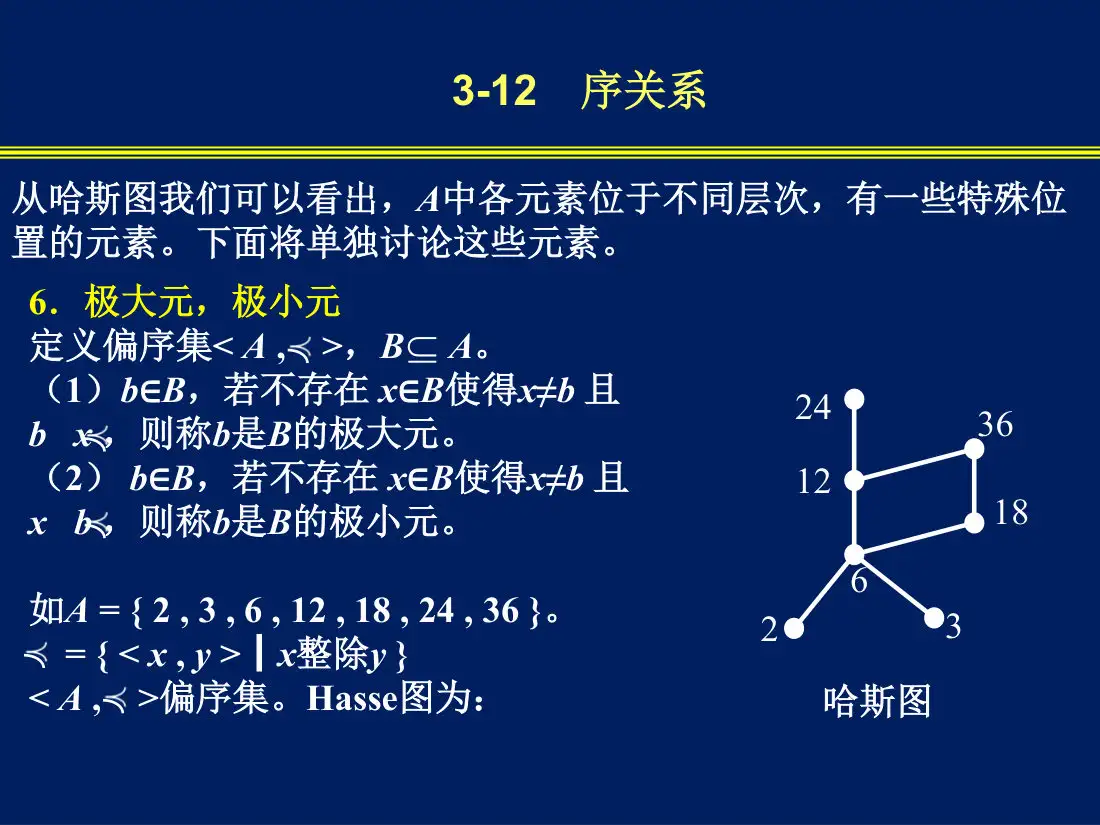 3-12 序关系
从哈斯图我们可以看出，A中各元素位于不同层次，有一些特殊位
置的元素。下面将单独讨论这些元素。
6．极大元，极小元
定义偏序集< A ,≼ >，B⊆ A。
（1）b∈B，若不存在 x∈B使得x≠b 且
b ≼ x，则称b是B的极大元。
（2） b∈B，若不存在 x∈B使得x≠b 且
x ≼ b，则称b是B的极小元。
如A = { 2 , 3 , 6 , 12 , 18 , 24 , 36 }。
≼ = { < x , y >┃x整除y }
< A ,≼ >偏序集。Hasse图为：
24
36
12
18
6
2
3
哈斯图